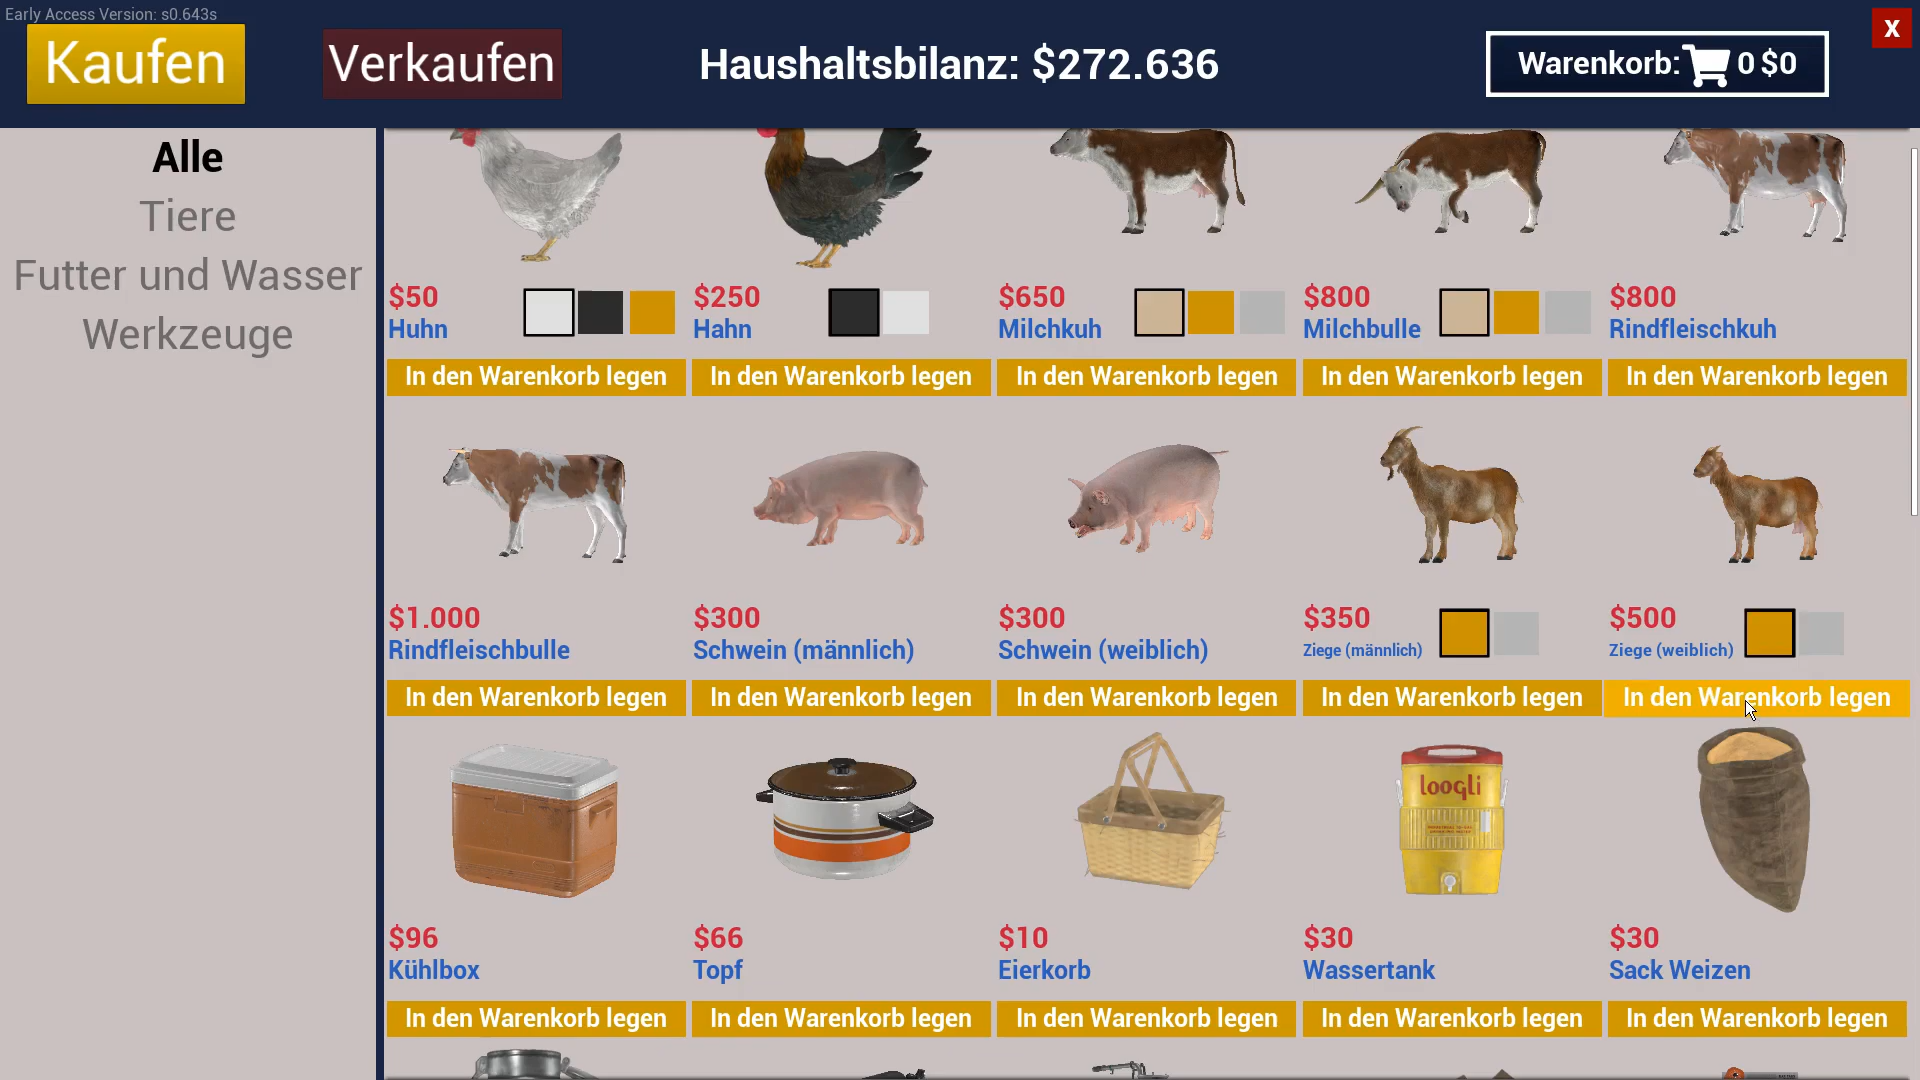 Early Access Version: s0.643s
Kaufen
Verkaufen
Haushaltsbilanz: $272.636
Warenkorb: 0 $0
X
Alle
Tiere
Futter und Wasser
Werkzeuge
$50
Huhn
In den Warenkorb legen
$250
Hahn
In den Warenkorb legen
$650
Milchkuh
In den Warenkorb legen
$800
Milchbulle
In den Warenkorb legen
$800
Rindfleischkuh
In den Warenkorb legen
$1.000
Rindfleischbulle
In den Warenkorb legen
$300
Schwein (männlich)
In den Warenkorb legen
$300
Schwein (weiblich)
In den Warenkorb legen
$350
Ziege (männlich)
In den Warenkorb legen
$500
Ziege (weiblich)
In den Warenkorb legen
$96
Kühlbox
In den Warenkorb legen
$66
Topf
In den Warenkorb legen
$10
Eierkorb
In den Warenkorb legen
loogli
$30
Wassertank
In den Warenkorb legen
$30
Sack Weizen
In den Warenkorb legen